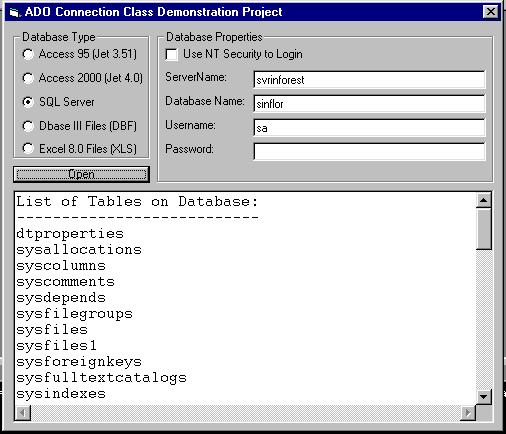 ADO Connection Class Demonstration Project
Database Type
Access 95 (Jet 3.51)
Access 2000 (Jet 4.0)
SQL Server
Dbase III Files (DBF)
Excel 8.0 Files (XLS)
Open
Database Properties
Use NT Security to Login
ServerName: svrinforest
Database Name: sinflor
Username: sa
Password:
List of Tables on Database:
---------------------------
dtproperties
sysallocations
syscolumns
syscomments
sysdepends
sysfilegroups
sysfiles
sysfiles1
sysforeignkeys
sysfulltextcatalogs
sysindexes